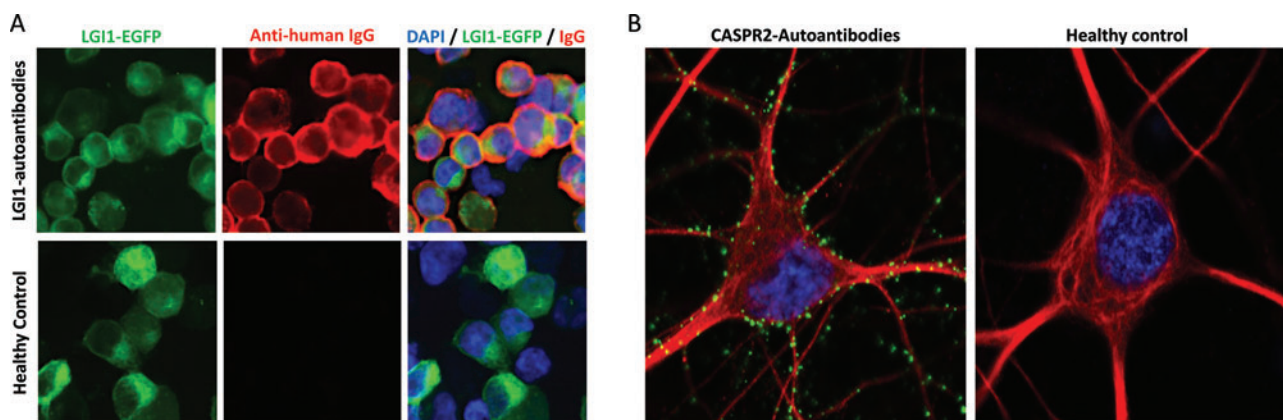 A
LGI1-EGFP
Anti-human IgG
DAPI / LGI1-EGFP / IgG
LGI1-autoantibodies
Healthy Control
B
CASPR2-Autoantibodies
Healthy control